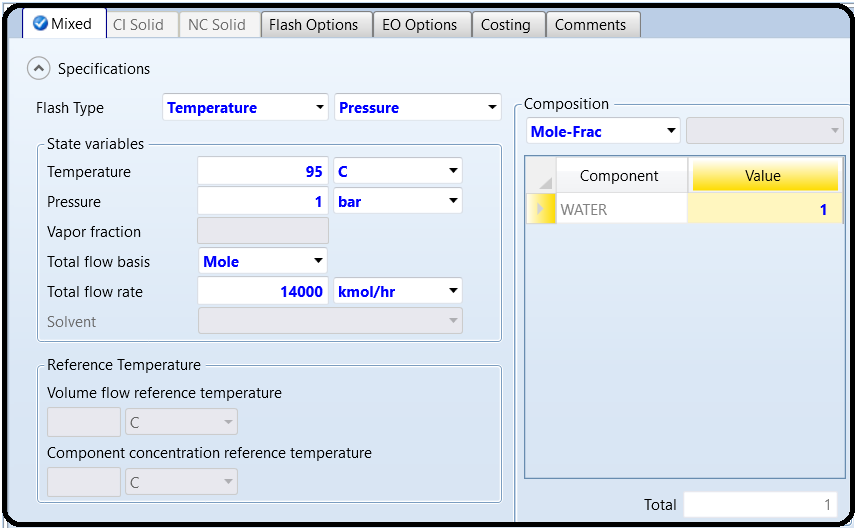 Mixed CI Solid NC Solid Flash Options EO Options Costing Comments
Specifications
Flash Type Temperature Pressure
State variables
Temperature 95 C
Pressure 1 bar
Vapor fraction
Total flow basis Mole
Total flow rate 14000 kmol/hr
Solvent
Reference Temperature
Volume flow reference temperature
C
Component concentration reference temperature
C
Composition
Mole-Frac
Component Value
WATER 1
Total 1